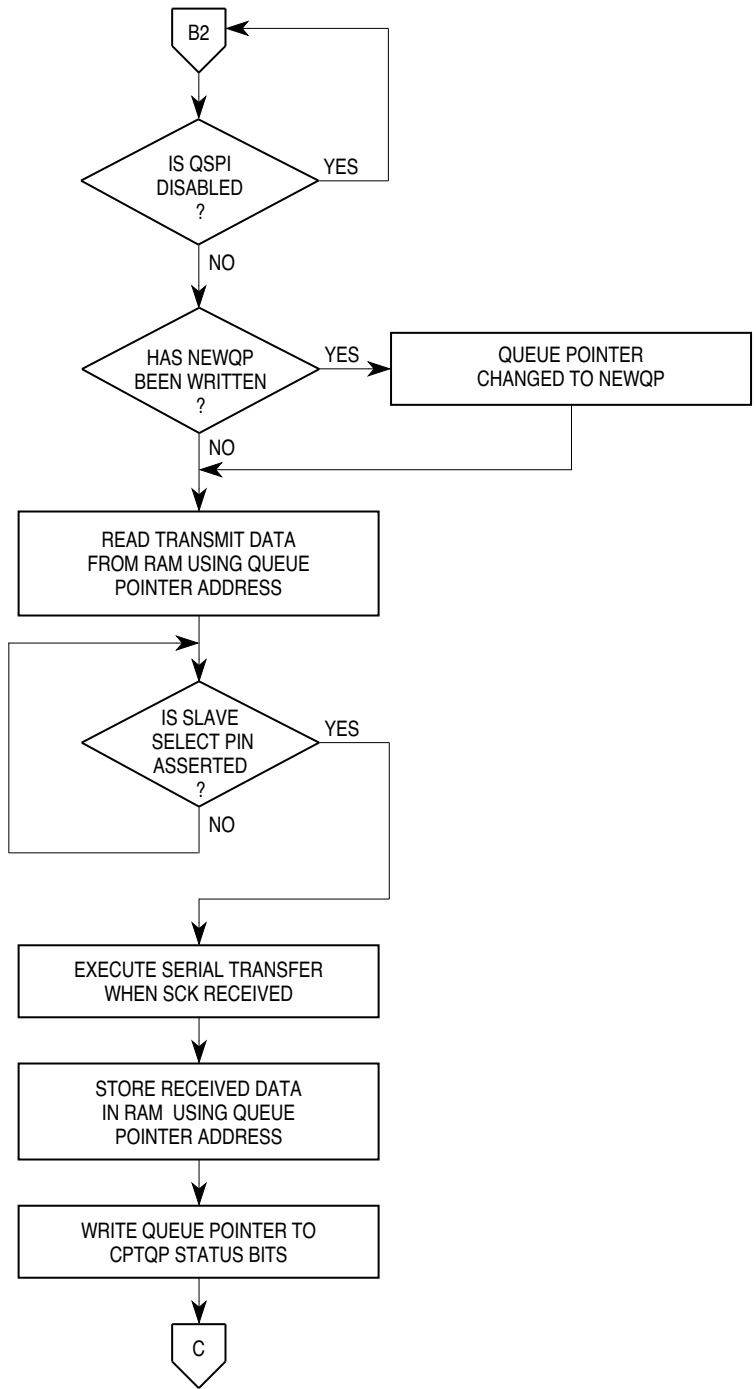 B2
IS QSPI
DISABLED
?
YES
NO
HAS NEWQP
BEEN WRITTEN
?
YES
QUEUE POINTER
CHANGED TO NEWQP
NO
READ TRANSMIT DATA
FROM RAM USING QUEUE
POINTER ADDRESS
IS SLAVE
SELECT PIN
ASSERTED
?
YES
NO
EXECUTE SERIAL TRANSFER
WHEN SCK RECEIVED
STORE RECEIVED DATA
IN RAM USING QUEUE
POINTER ADDRESS
WRITE QUEUE POINTER TO
CPTQP STATUS BITS
C